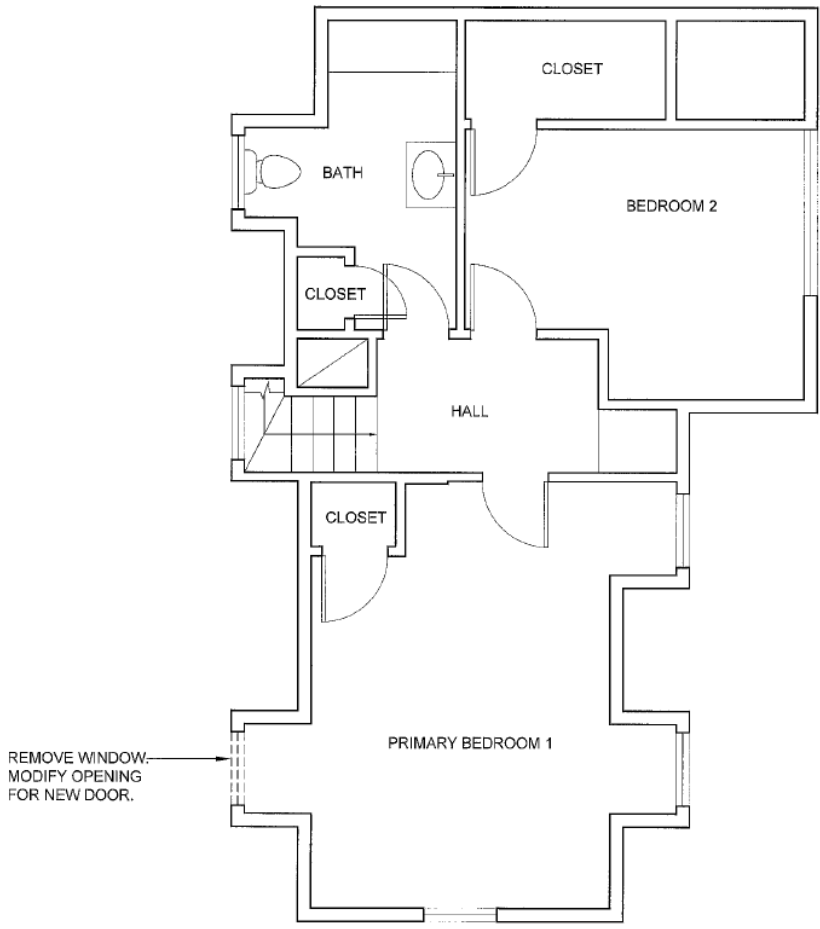 CLOSET
BATH
BEDROOM 2
CLOSET
HALL
CLOSET
PRIMARY BEDROOM 1
REMOVE WINDOW.
MODIFY OPENING
FOR NEW DOOR.